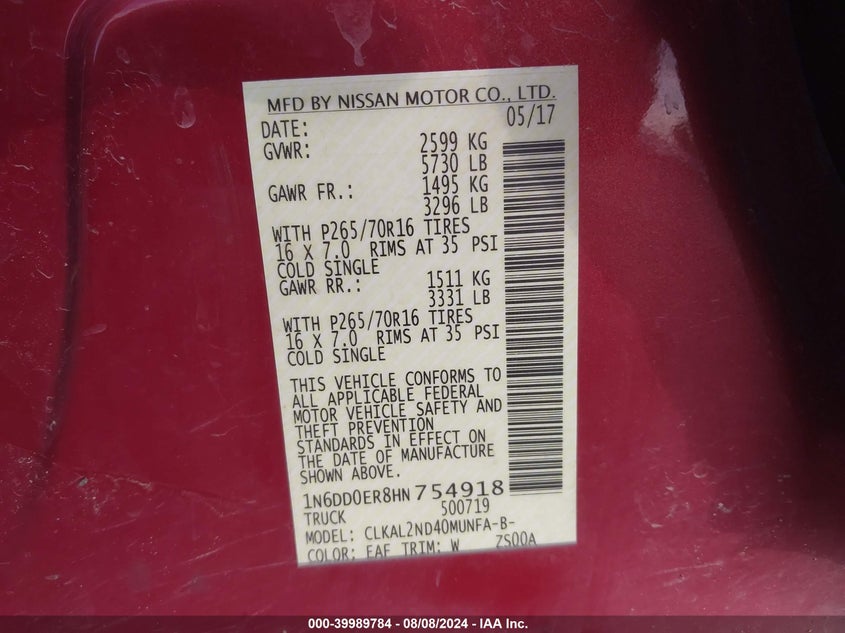 MFD BY NISSAN MOTOR CO., LTD.
DATE: 05/17
GVWR: 2599 KG
5730 LB
GAWR FR.: 1495 KG
3296 LB
WITH P265/70R16 TIRES
16 X 7.0 RIMS AT 35 PSI
COLD SINGLE
GAWR RR.: 1511 KG
3331 LB
WITH P265/70R16 TIRES
16 X 7.0 RIMS AT 35 PSI
COLD SINGLE
THIS VEHICLE CONFORMS TO
ALL APPLICABLE FEDERAL
MOTOR VEHICLE SAFETY AND
THEFT PREVENTION
STANDARDS IN EFFECT ON
THE DATE OF MANUFACTURE
SHOWN ABOVE.
1N6DD0ER8HN754918
TRUCK 500719
MODEL: CLKAL2ND40MUNFA-B-
COLOR: EAF TRIM: W ZS00A
000-39989784 - 08/08/2024 - IAA Inc.